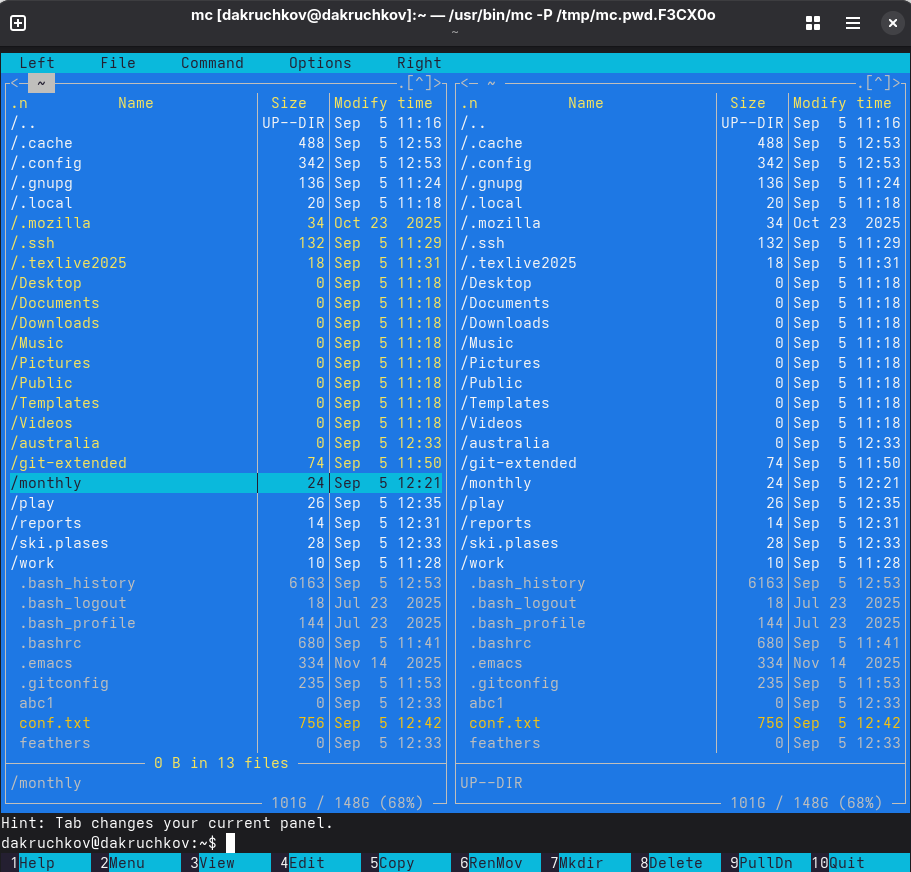 mc [dakruchkov@dakruchkov]:~ — /usr/bin/mc -P /tmp/mc.pwd.F3CX0o
~
Left File Command Options Right
<─ ~ .[^]> <─ ~ .[^]>
.n Name Size Modify time .n Name Size Modify time
/.. UP--DIR Sep 5 11:16 /.. UP--DIR Sep 5 11:16
/.cache 488 Sep 5 12:53 /.cache 488 Sep 5 12:53
/.config 342 Sep 5 12:53 /.config 342 Sep 5 12:53
/.gnupg 136 Sep 5 11:24 /.gnupg 136 Sep 5 11:24
/.local 20 Sep 5 11:18 /.local 20 Sep 5 11:18
/.mozilla 34 Oct 23 2025 /.mozilla 34 Oct 23 2025
/.ssh 132 Sep 5 11:29 /.ssh 132 Sep 5 11:29
/.texlive2025 18 Sep 5 11:31 /.texlive2025 18 Sep 5 11:31
/Desktop 0 Sep 5 11:18 /Desktop 0 Sep 5 11:18
/Documents 0 Sep 5 11:18 /Documents 0 Sep 5 11:18
/Downloads 0 Sep 5 11:18 /Downloads 0 Sep 5 11:18
/Music 0 Sep 5 11:18 /Music 0 Sep 5 11:18
/Pictures 0 Sep 5 11:18 /Pictures 0 Sep 5 11:18
/Public 0 Sep 5 11:18 /Public 0 Sep 5 11:18
/Templates 0 Sep 5 11:18 /Templates 0 Sep 5 11:18
/Videos 0 Sep 5 11:18 /Videos 0 Sep 5 11:18
/australia 0 Sep 5 12:33 /australia 0 Sep 5 12:33
/git-extended 74 Sep 5 11:50 /git-extended 74 Sep 5 11:50
/monthly 24 Sep 5 12:21 /monthly 24 Sep 5 12:21
/play 26 Sep 5 12:35 /play 26 Sep 5 12:35
/reports 14 Sep 5 12:31 /reports 14 Sep 5 12:31
/ski.plases 28 Sep 5 12:33 /ski.plases 28 Sep 5 12:33
/work 10 Sep 5 11:28 /work 10 Sep 5 11:28
.bash_history 6163 Sep 5 12:53 .bash_history 6163 Sep 5 12:53
.bash_logout 18 Jul 23 2025 .bash_logout 18 Jul 23 2025
.bash_profile 144 Jul 23 2025 .bash_profile 144 Jul 23 2025
.bashrc 680 Sep 5 11:41 .bashrc 680 Sep 5 11:41
.emacs 334 Nov 14 2025 .emacs 334 Nov 14 2025
.gitconfig 235 Sep 5 11:53 .gitconfig 235 Sep 5 11:53
abc1 0 Sep 5 12:33 abc1 0 Sep 5 12:33
conf.txt 756 Sep 5 12:42 conf.txt 756 Sep 5 12:42
feathers 0 Sep 5 12:33 feathers 0 Sep 5 12:33
0 B in 13 files
/monthly UP--DIR
101G / 148G (68%) 101G / 148G (68%)
Hint: Tab changes your current panel.
dakruchkov@dakruchkov:~$
1Help 2Menu 3View 4Edit 5Copy 6RenMov 7Mkdir 8Delete 9PullDn 10Quit